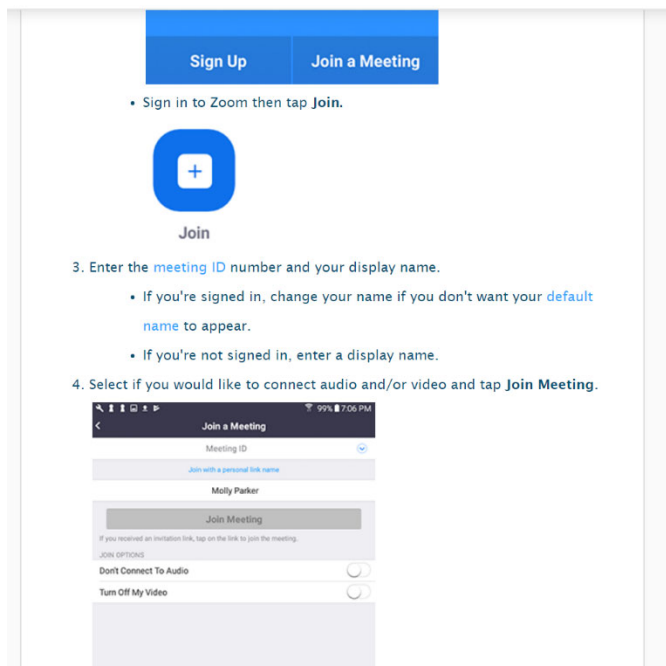 Sign Up Join a Meeting
• Sign in to Zoom then tap Join.
Join
3. Enter the meeting ID number and your display name.
• If you're signed in, change your name if you don't want your default
name to appear.
• If you're not signed in, enter a display name.
4. Select if you would like to connect audio and/or video and tap Join Meeting.
99% 7:06 PM
Join a Meeting
Meeting ID
Join with a personal link name
Molly Parker
Join Meeting
If you received an invitation link, tap on the link to join the meeting.
JOIN OPTIONS
Don't Connect To Audio
Turn Off My Video